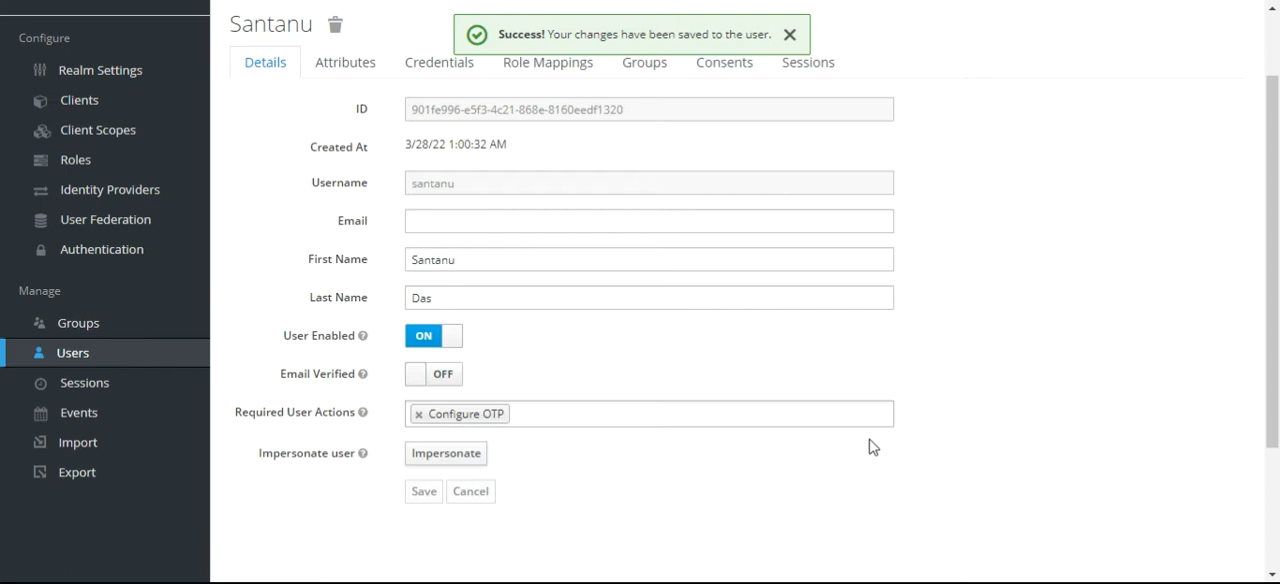 Configure
Realm Settings
Clients
Client Scopes
Roles
Identity Providers
User Federation
Authentication
Manage
Groups
Users
Sessions
Events
Import
Export
Santanu
Success! Your changes have been saved to the user.
Details Attributes Credentials Role Mappings Groups Consents Sessions
ID 901fe996-e5f3-4c21-868e-8160eedf1320
Created At 3/28/22 1:00:32 AM
Username santanu
Email
First Name Santanu
Last Name Das
User Enabled ON
Email Verified OFF
Required User Actions Configure OTP
Impersonate user Impersonate
Save Cancel